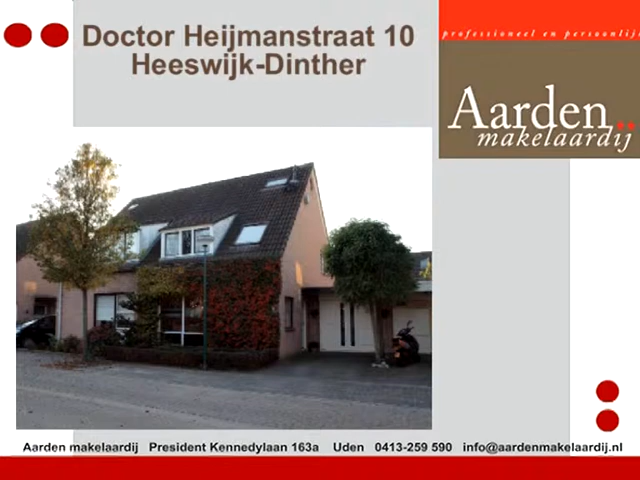 Doctor Heijmanstraat 10
Heeswijk-Dinther
professioneel en persoonlij
Aarden
makelaardij
Aarden makelaardij President Kennedylaan 163a Uden 0413-259 590 info@aardenmakelaardij.nl